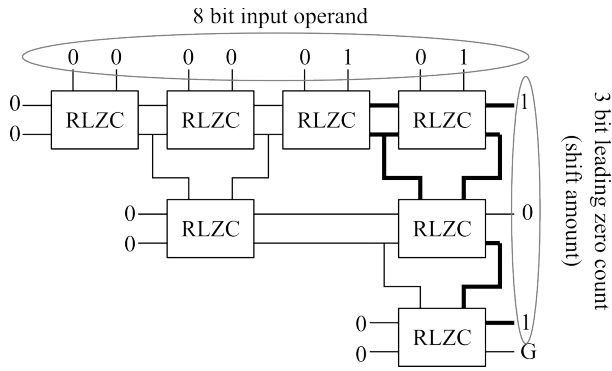 8 bit input operand
0 0 0 0 0 1 0 1
0 RLZC RLZC RLZC RLZC 1
0
0 RLZC RLZC 0
0
0 RLZC 1
0 G
3 bit leading zero count
(shift amount)